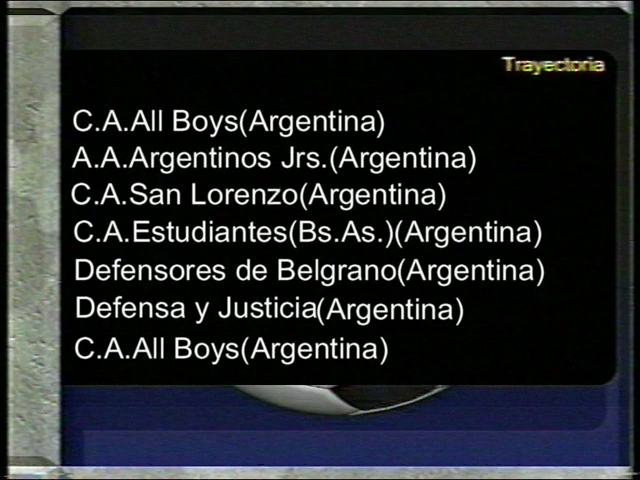 Trayectoria
C.A.All Boys(Argentina)
A.A.Argentinos Jrs.(Argentina)
C.A.San Lorenzo(Argentina)
C.A.Estudiantes(Bs.As.)(Argentina)
Defensores de Belgrano(Argentina)
Defensa y Justicia(Argentina)
C.A.All Boys(Argentina)